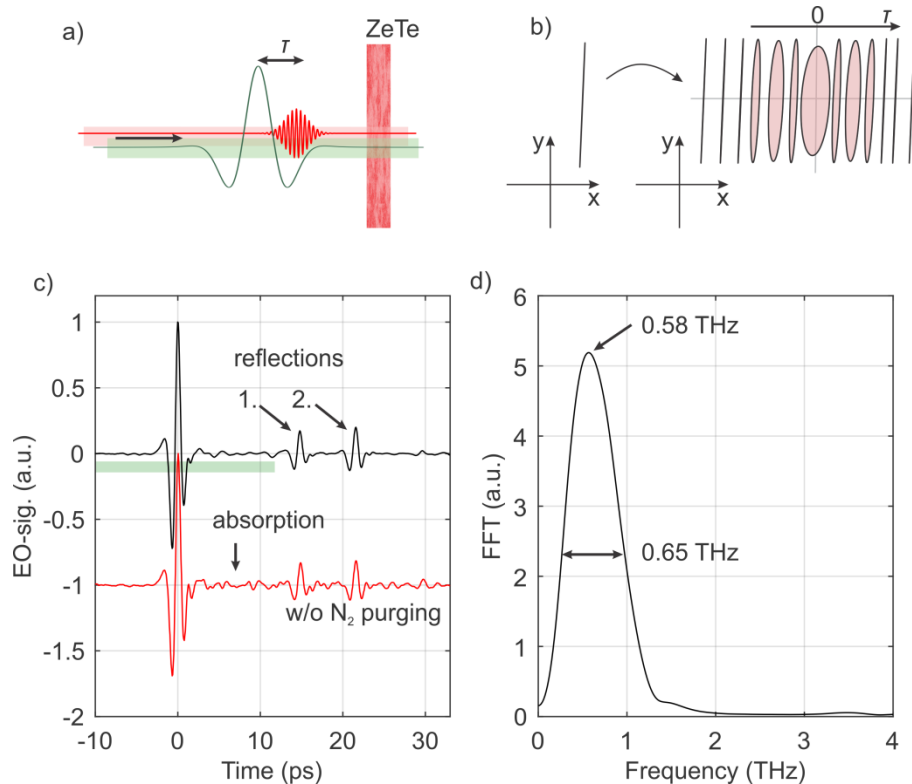 a)
τ
ZeTe
b)
0
τ
y
x
y
x
c)
1
0.5
0
-0.5
-1
-1.5
-2
EO-sig. (a.u.)
reflections
1.
2.
absorption
w/o N₂ purging
-10
0
10
20
30
Time (ps)
d)
6
5
4
3
2
1
0
FFT (a.u.)
0.58 THz
0.65 THz
0
1
2
3
4
Frequency (THz)